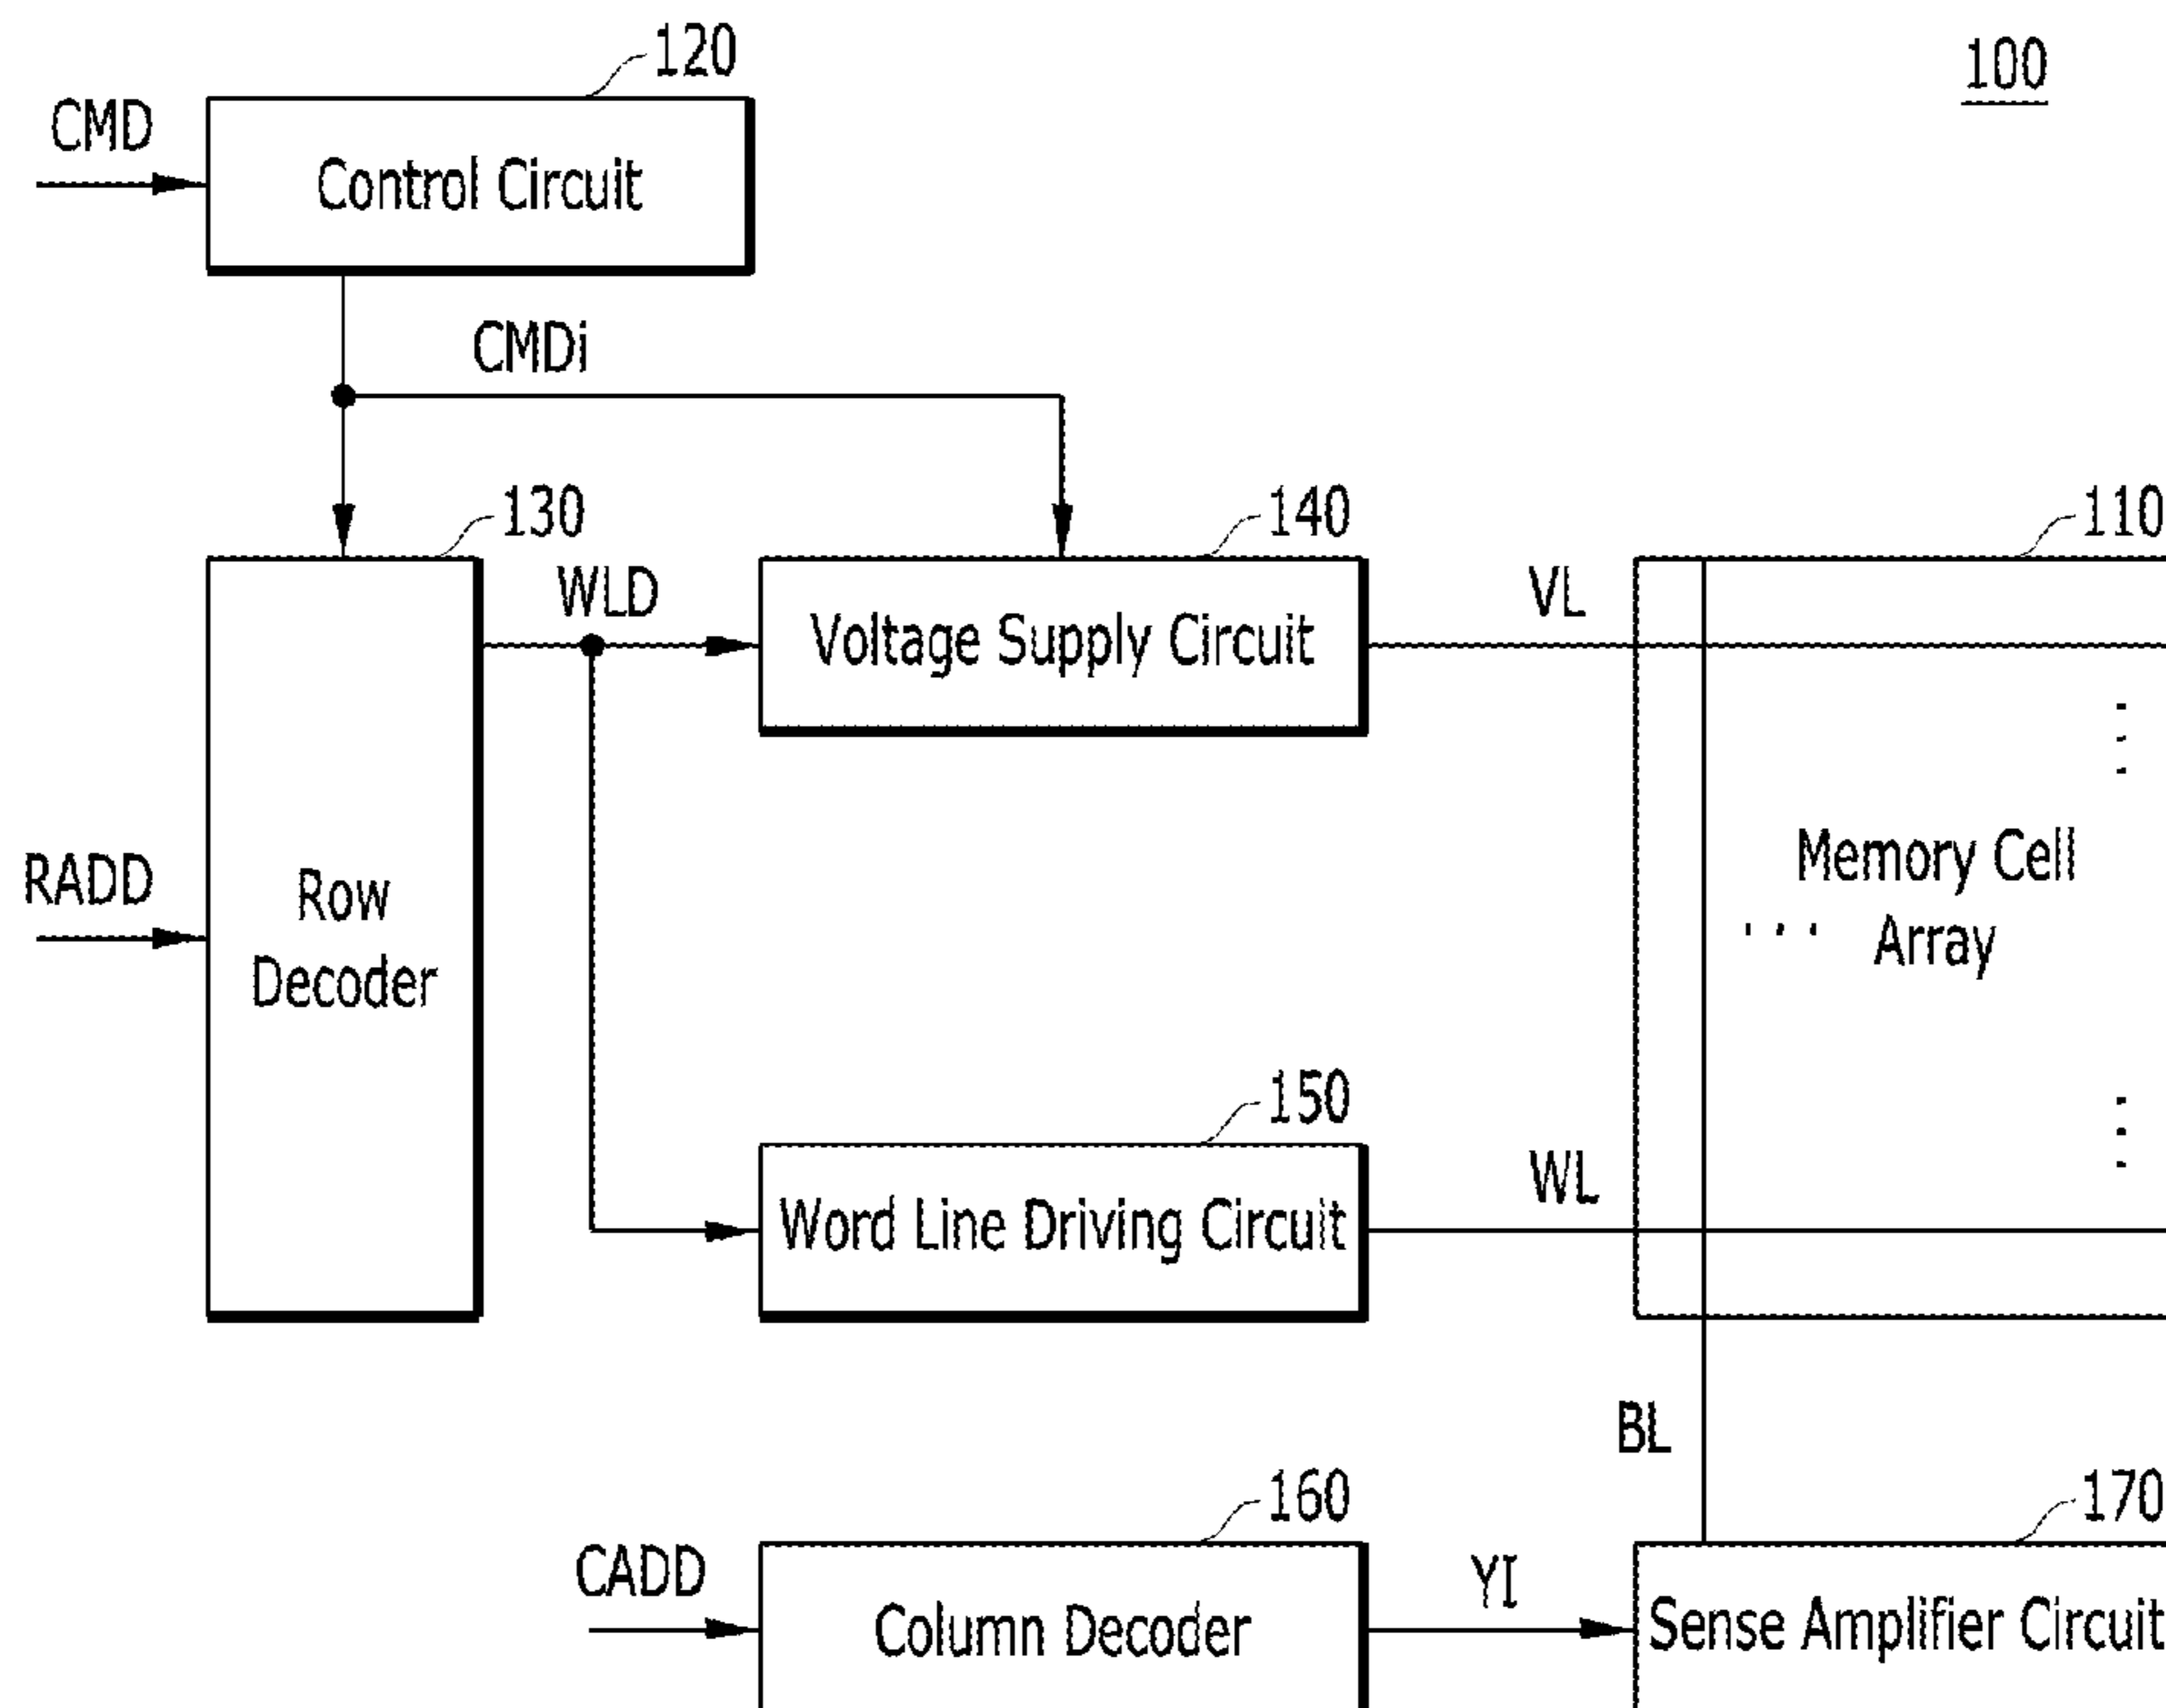 120
100
CMD
Control Circuit
CMDi
130
140
110
WLD
VL
Voltage Supply Circuit
Memory Cell
Array
RADD
Row
Decoder
150
WL
Word Line Driving Circuit
BL
160
170
CADD
YI
Column Decoder
Sense Amplifier Circuit